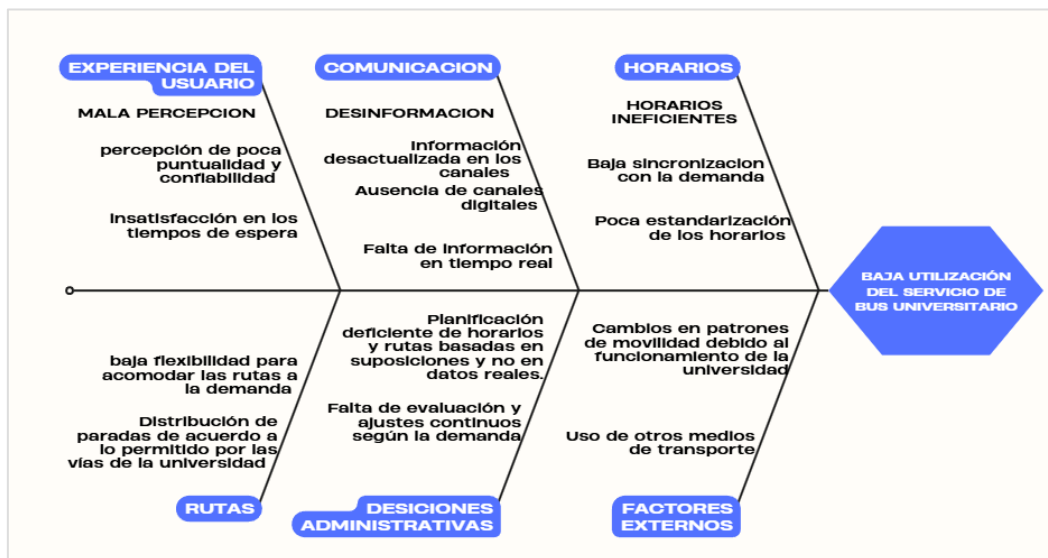 EXPERIENCIA DEL
USUARIO
MALA PERCEPCION
percepción de poca
puntualidad y
confiabilidad
Insatisfacción en los
tiempos de espera
COMUNICACION
DESINFORMACION
Información
desactualizada en los
canales
Ausencia de canales
digitales
Falta de información
en tiempo real
HORARIOS
HORARIOS
INEFICIENTES
Baja sincronizacion
con la demanda
Poca estandarización
de los horarios
BAJA UTILIZACIÓN
DEL SERVICIO DE
BUS UNIVERSITARIO
baja flexibilidad para
acomodar las rutas a
la demanda
Distribución de
paradas de acuerdo a
lo permitido por las
vías de la universidad
RUTAS
Planificación
deficiente de horarios
y rutas basadas en
suposiciones y no en
datos reales.
Falta de evaluación y
ajustes continuos
según la demanda
DESICIONES
ADMINISTRATIVAS
Cambios en patrones
de movilidad debido al
funcionamiento de la
universidad
Uso de otros medios
de transporte
FACTORES
EXTERNOS